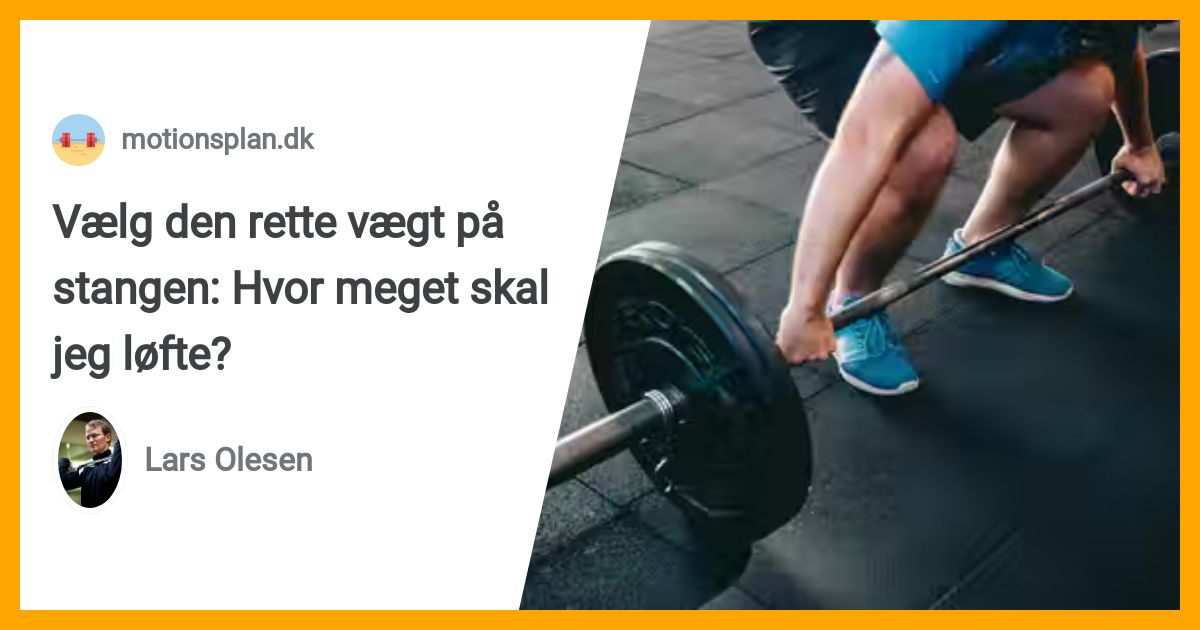 motionsplan.dk
Vælg den rette vægt på
stangen: Hvor meget skal
jeg løfte?
Lars Olesen